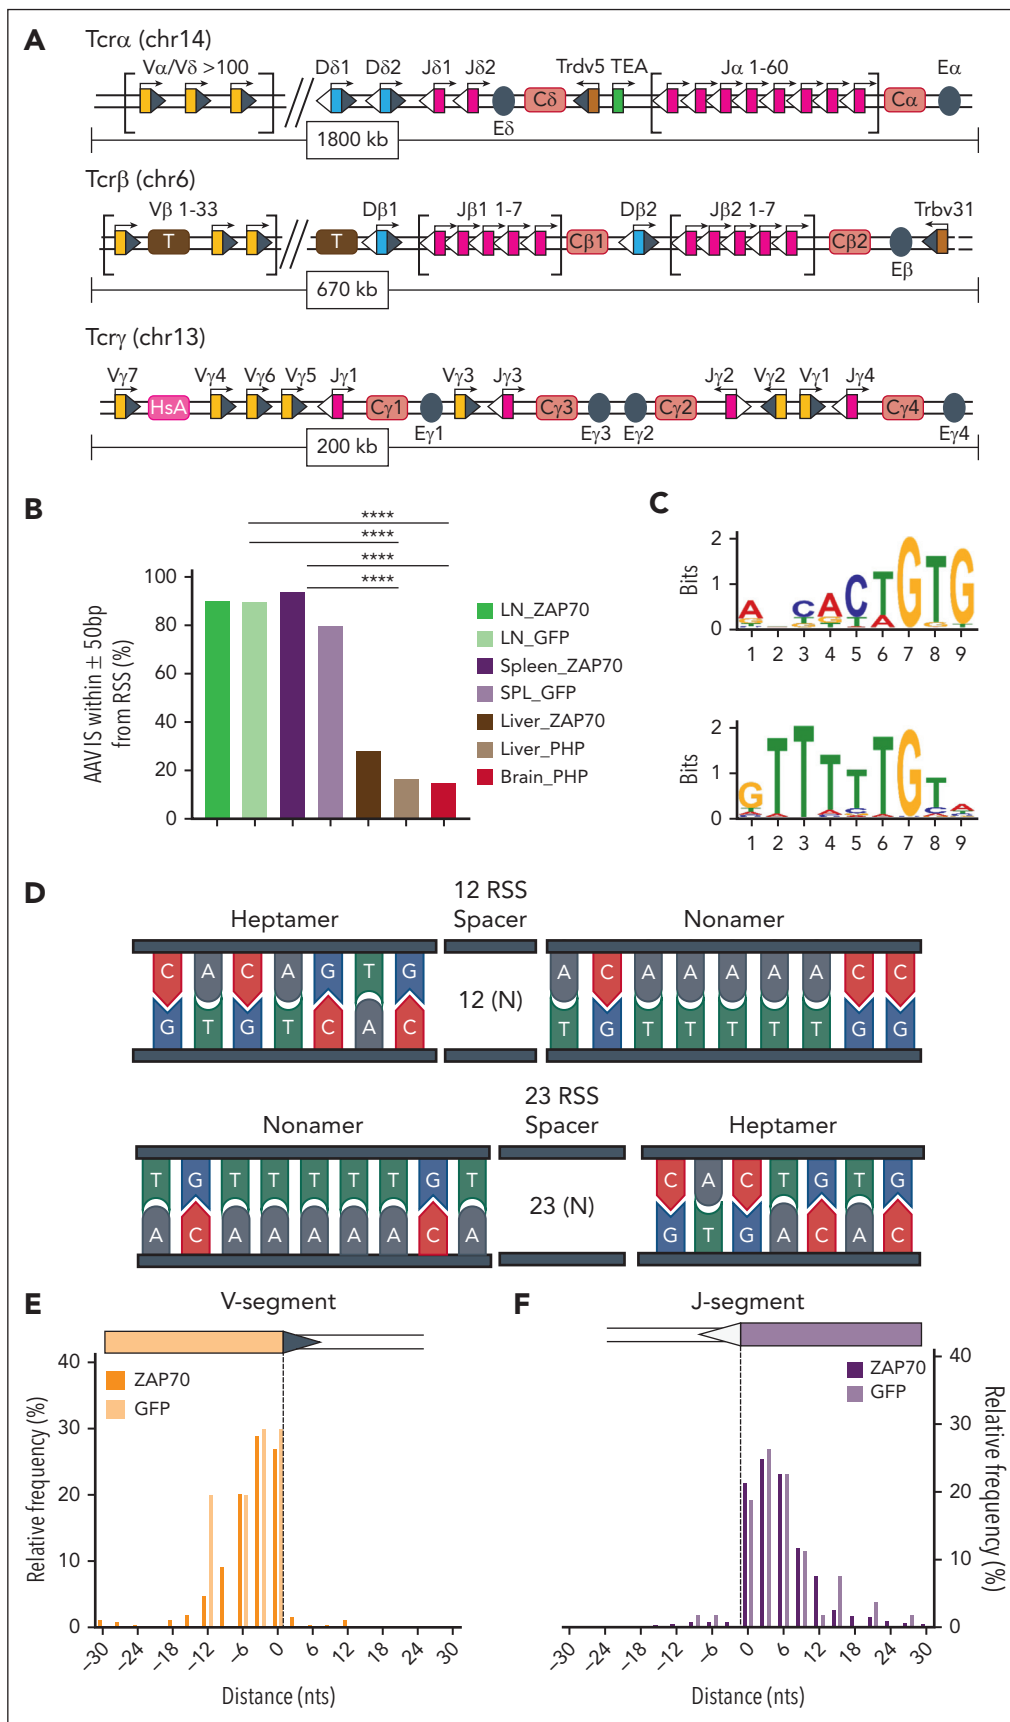 A
Tcrα (chr14)
Vα/Vδ >100 Dδ1 Dδ2 Jδ1 Jδ2 Trdv5 TEA Jα 1-60 Eα
Cδ Cα
Eδ
1800 kb
Tcrβ (chr6)
Vβ 1-33 Dβ1 Jβ1 1-7 Dβ2 Jβ2 1-7 Trbv31
T T Cβ1 Cβ2
Eβ
670 kb
Tcrγ (chr13)
Vγ7 Vγ4 Vγ6 Vγ5 Jγ1 Vγ3 Jγ3 Jγ2 Vγ2 Vγ1 Jγ4
HsA Cγ1 Cγ3 Cγ2 Cγ4
Eγ1 Eγ3 Eγ2 Eγ4
200 kb
B
****
****
****
****
AAV IS within ± 50bp
from RSS (%)
100
80
60
40
20
0
LN_ZAP70
LN_GFP
Spleen_ZAP70
SPL_GFP
Liver_ZAP70
Liver_PHP
Brain_PHP
C
Bits
2
1
0
A C A C T G T G
1 2 3 4 5 6 7 8 9
Bits
2
1
0
G T T T T T G T A
1 2 3 4 5 6 7 8 9
D
12 RSS
Heptamer Spacer Nonamer
C A C A G T G A C A A A A A C C
12 (N)
G T G T C A C T G T T T T T G G
23 RSS
Nonamer Spacer Heptamer
T G T T T T T G T C A C T G T G
23 (N)
A C A A A A A C A G T G A C A C
E
V-segment
ZAP70
GFP
Relative frequency (%)
40
30
20
10
0
–30 –24 –18 –12 –6 0 6 12 18 24 30
Distance (nts)
F
J-segment
ZAP70
GFP
Relative frequency (%)
40
30
20
10
0
–30 –24 –18 –12 –6 0 6 12 18 24 30
Distance (nts)